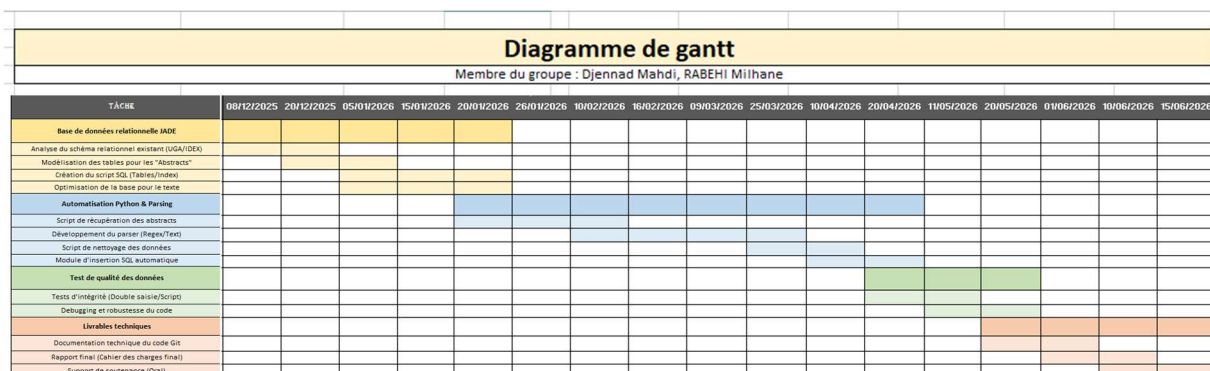 Diagramme de gantt
Membre du groupe : Djennad Mahdi, RABEHI Milhane
TÂCHE 08/12/2025 20/12/2025 05/01/2026 15/01/2026 20/01/2026 26/01/2026 10/02/2026 16/02/2026 09/03/2026 25/03/2026 10/04/2026 20/04/2026 11/05/2026 20/05/2026 01/06/2026 10/06/2026 15/06/2026
Base de données relationnelle JADE
Analyse du schéma relationnel existant (UGA/IDEX)
Modélisation des tables pour les "Abstracts"
Création du script SQL (Tables/Index)
Optimisation de la base pour le texte
Automatisation Python & Parsing
Script de récupération des abstracts
Développement du parser (Regex/Text)
Script de nettoyage des données
Module d'insertion SQL automatique
Test de qualité des données
Tests d'intégrité (Double saisie/Script)
Debugging et robustesse du code
Livrables techniques
Documentation technique du code Git
Rapport final (Cahier des charges final)
Support de soutenance (Oral)